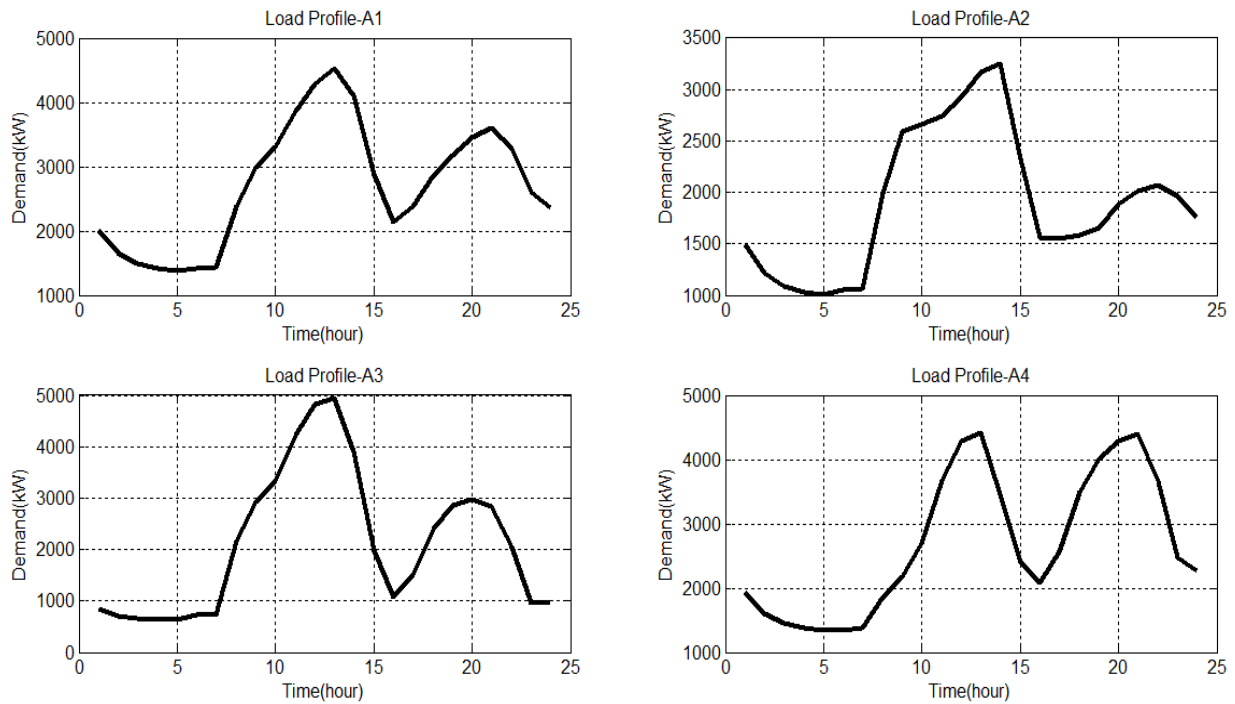 Load Profile-A1
5000
4000
3000
2000
1000
Demand(kW)
0 5 10 15 20 25
Time(hour)
Load Profile-A2
3500
3000
2500
2000
1500
1000
Demand(kW)
0 5 10 15 20 25
Time(hour)
Load Profile-A3
5000
4000
3000
2000
1000
0
Demand(kW)
0 5 10 15 20 25
Time(hour)
Load Profile-A4
5000
4000
3000
2000
1000
Demand(kW)
0 5 10 15 20 25
Time(hour)